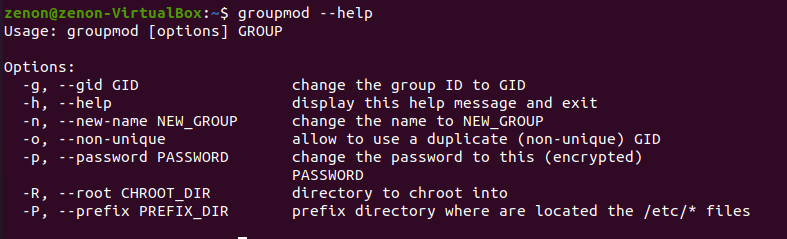 zenon@zenon-VirtualBox:~$ groupmod --help
Usage: groupmod [options] GROUP
Options:
-g, --gid GID change the group ID to GID
-h, --help display this help message and exit
-n, --new-name NEW_GROUP change the name to NEW_GROUP
-o, --non-unique allow to use a duplicate (non-unique) GID
-p, --password PASSWORD change the password to this (encrypted)
PASSWORD
-R, --root CHROOT_DIR directory to chroot into
-P, --prefix PREFIX_DIR prefix directory where are located the /etc/* files